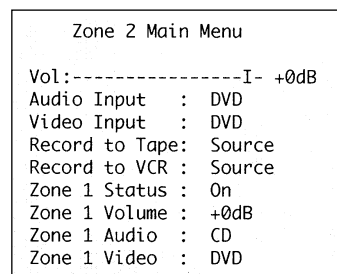 Zone 2 Main Menu
Vol:----------------I- +0dB
Audio Input : DVD
Video Input : DVD
Record to Tape: Source
Record to VCR : Source
Zone 1 Status : On
Zone 1 Volume : +0dB
Zone 1 Audio : CD
Zone 1 Video : DVD